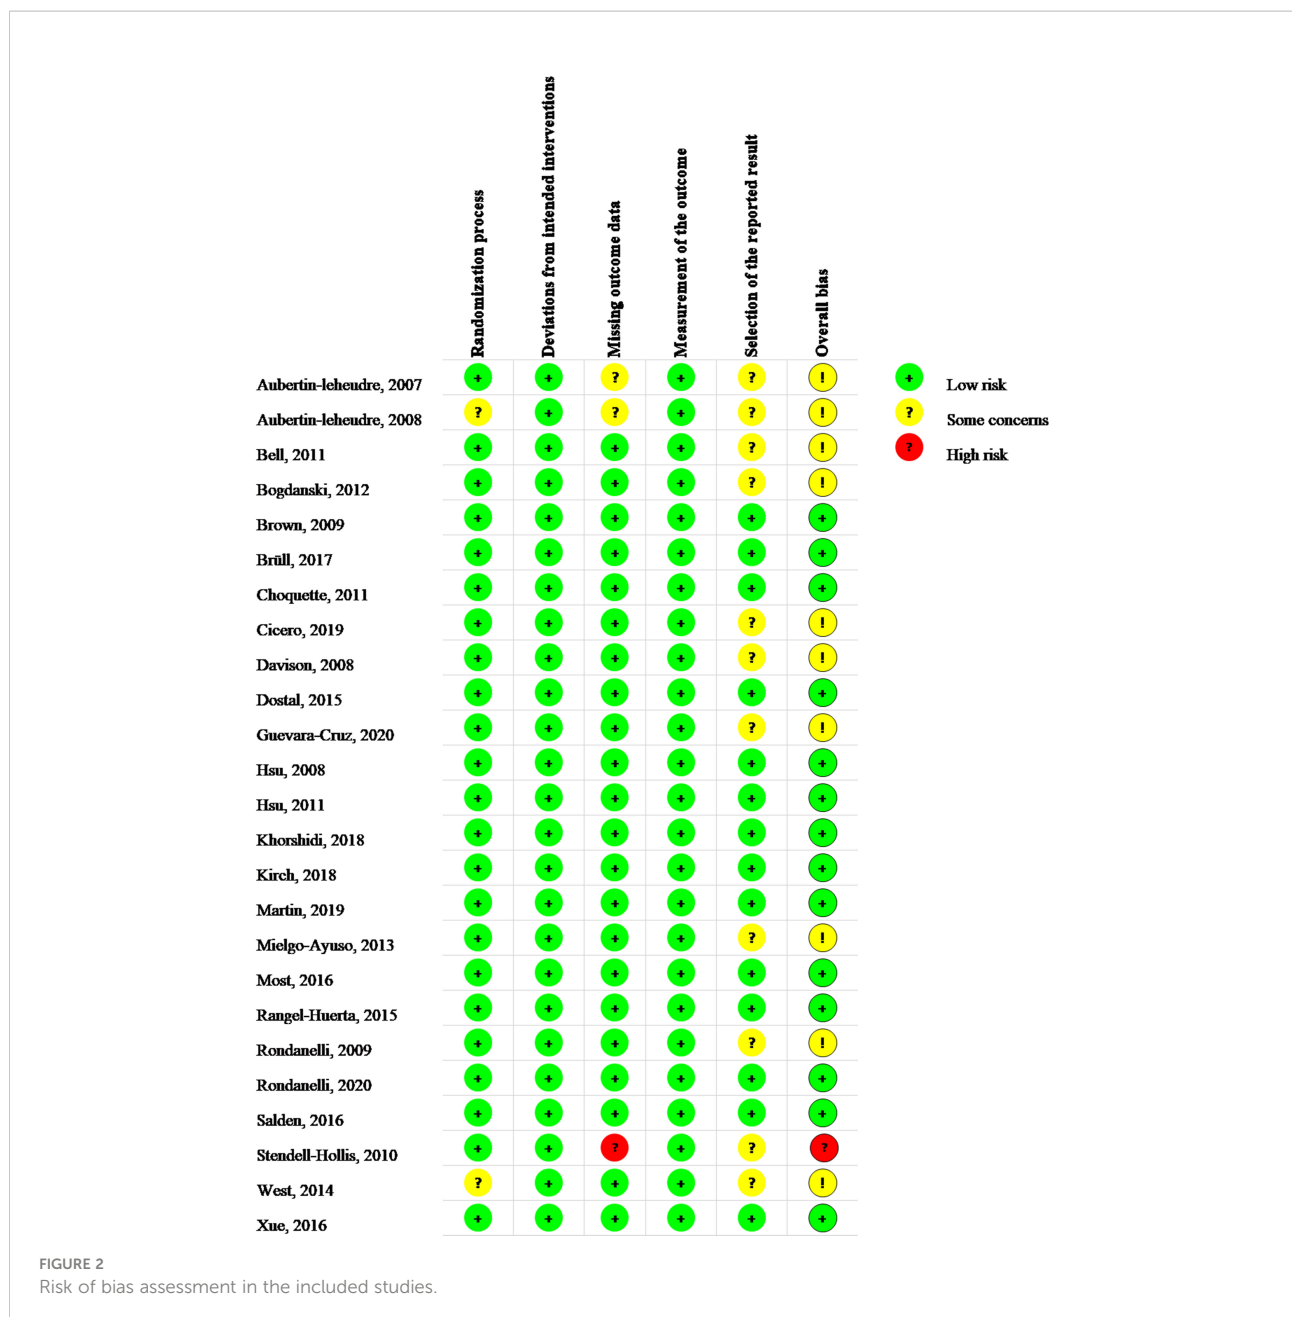 Randomization process
Deviations from intended interventions
Missing outcome data
Measurement of the outcome
Selection of the reported result
Overall bias
Aubertin-leheudre, 2007 + + ? + ? !
Aubertin-leheudre, 2008 ? + ? + ? !
Bell, 2011 + + + + ? !
Bogdanski, 2012 + + + + ? !
Brown, 2009 + + + + + +
Brüll, 2017 + + + + + +
Choquette, 2011 + + + + + +
Cicero, 2019 + + + + ? !
Davison, 2008 + + + + ? !
Dostal, 2015 + + + + + +
Guevara-Cruz, 2020 + + + + ? !
Hsu, 2008 + + + + + +
Hsu, 2011 + + + + + +
Khorshidi, 2018 + + + + + +
Kirch, 2018 + + + + + +
Martin, 2019 + + + + + +
Mielgo-Ayuso, 2013 + + + + ? !
Most, 2016 + + + + + +
Rangel-Huerta, 2015 + + + + + +
Rondanelli, 2009 + + + + ? !
Rondanelli, 2020 + + + + + +
Salden, 2016 + + + + + +
Stendell-Hollis, 2010 + + ? + ? ?
West, 2014 ? + + + ? !
Xue, 2016 + + + + + +
+ Low risk
? Some concerns
? High risk
FIGURE 2
Risk of bias assessment in the included studies.